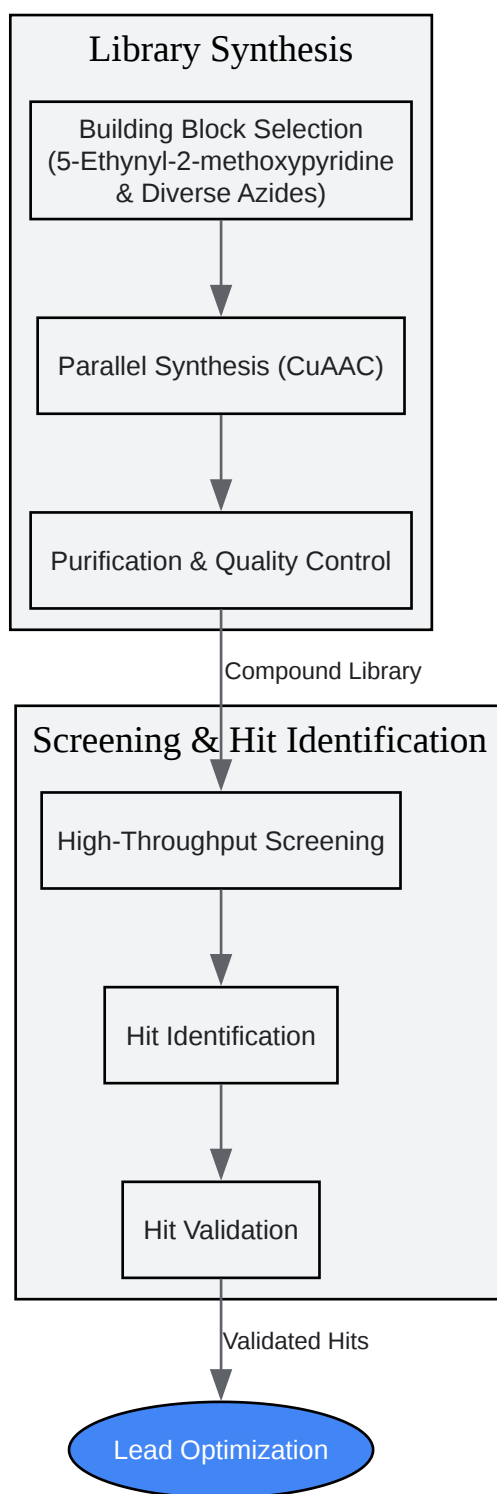 Library Synthesis
Building Block Selection
(5-Ethynyl-2-methoxypyridine
& Diverse Azides)
Parallel Synthesis (CuAAC)
Purification & Quality Control
Compound Library
Screening & Hit Identification
High-Throughput Screening
Hit Identification
Hit Validation
Validated Hits
Lead Optimization